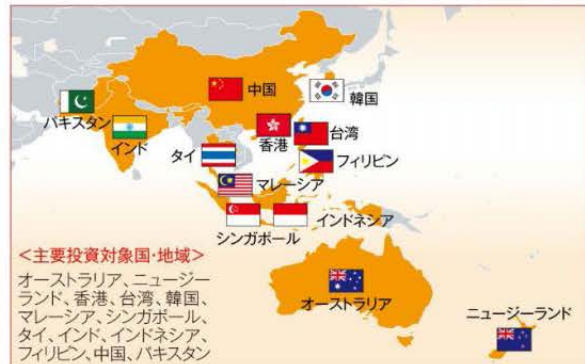 中国
韓国
パキスタン
インド
香港
台湾
タイ
フィリピン
マレーシア
インドネシア
シンガポール
<主要投資対象国・地域>
オーストラリア、ニュージー
ランド、香港、台湾、韓国、
マレーシア、シンガポール、
タイ、インド、インドネシア、
フィリピン、中国、パキスタン
オーストラリア
ニュージーランド